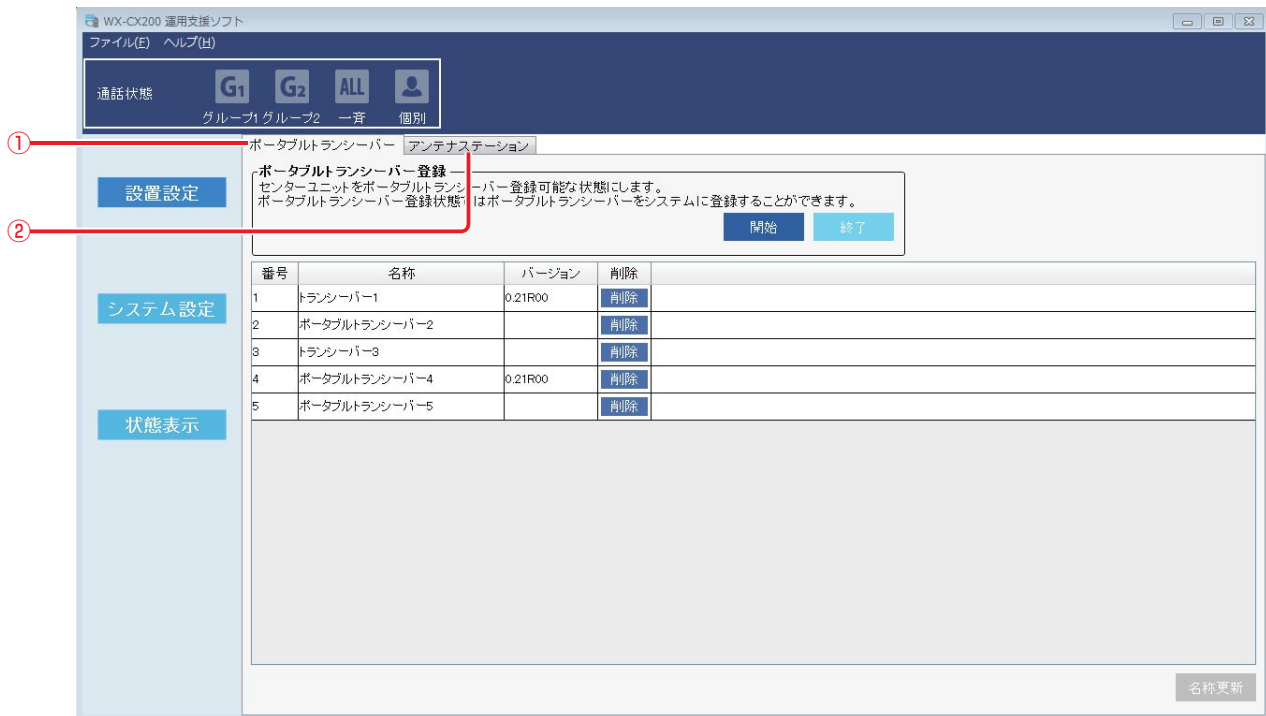 WX-CX200 運用支援ソフト
ファイル(F) ヘルプ(H)
通話状態
G1 G2 ALL
グループ1 グループ2 一斉 個別
①
ポータブルトランシーバー アンテナステーション
ポータブルトランシーバー登録
センターユニットをポータブルトランシーバー登録可能な状態にします。
設置設定
ポータブルトランシーバー登録状態ではポータブルトランシーバーをシステムに登録することができます。
②
開始 終了
番号 名称 バージョン 削除
1 トランシーバー1 0.21R00 削除
システム設定
2 ポータブルトランシーバー2 削除
3 トランシーバー3 削除
4 ポータブルトランシーバー4 0.21R00 削除
5 ポータブルトランシーバー5 削除
状態表示
名称更新